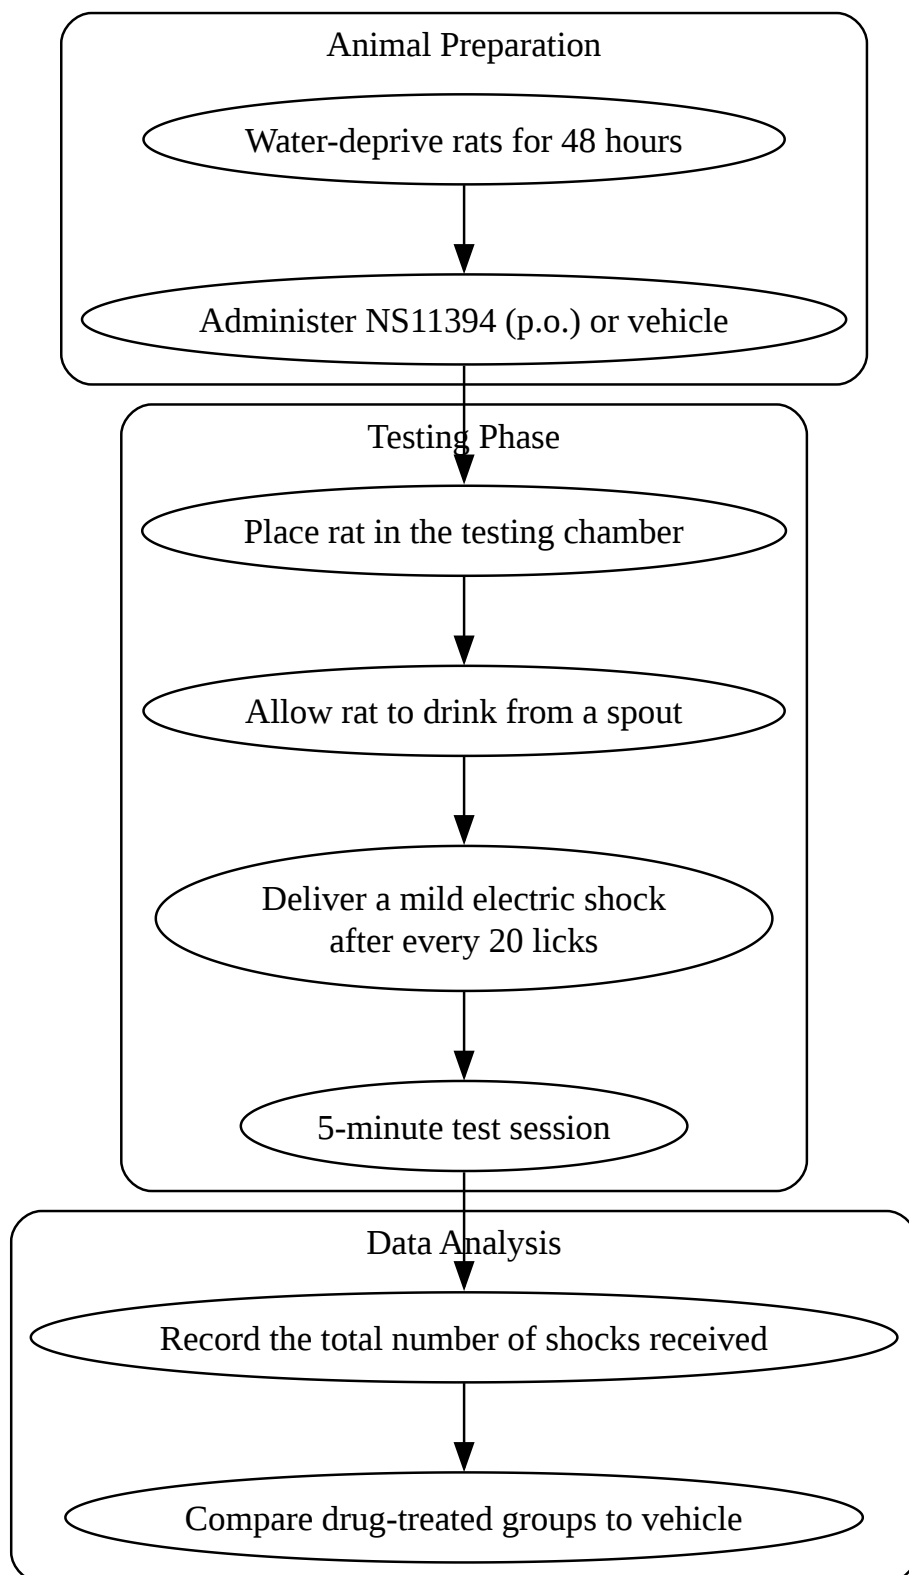 Animal Preparation
Water-deprive rats for 48 hours
Administer NS11394 (p.o.) or vehicle
Testing Phase
Place rat in the testing chamber
Allow rat to drink from a spout
Deliver a mild electric shock
after every 20 licks
5-minute test session
Data Analysis
Record the total number of shocks received
Compare drug-treated groups to vehicle